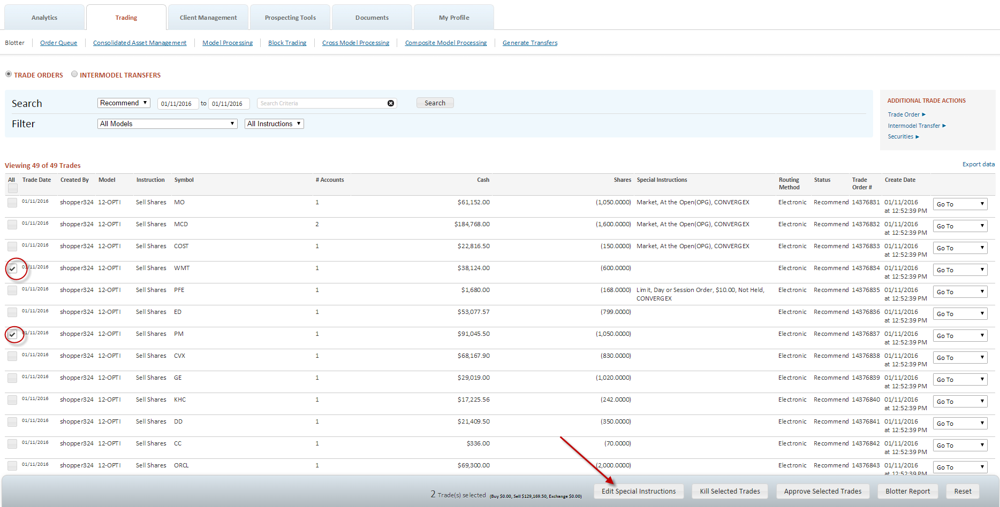 Analytics Trading Client Management Prospecting Tools Documents My Profile
Blotter Order Queue Consolidated Asset Management Model Processing Block Trading Cross Model Processing Composite Model Processing Generate Transfers
TRADE ORDERS INTERMODEL TRANSFERS
Search Recommend 01/11/2016 to 01/11/2016 Search Criteria Search
Filter All Models All Instructions
ADDITIONAL TRADE ACTIONS
Trade Order
Intermodel Transfer
Securities
Viewing 49 of 49 Trades Export data
All Trade Date Created By Model Instruction Symbol # Accounts Cash Shares Special Instructions Routing Method Status Trade Order # Create Date
01/11/2016 shopper324 12-OPTI Sell Shares MO 1 $61,152.00 (1,050.0000) Market, At the Open(OPG), CONVERGEX Electronic Recommend 14376831 01/11/2016 Go To
at 12:52:39 PM
01/11/2016 shopper324 12-OPTI Sell Shares MCD 2 $184,768.00 (1,600.0000) Market, At the Open(OPG), CONVERGEX Electronic Recommend 14376832 01/11/2016 Go To
at 12:52:39 PM
01/11/2016 shopper324 12-OPTI Sell Shares COST 1 $22,816.50 (150.0000) Market, At the Open(OPG), CONVERGEX Electronic Recommend 14376833 01/11/2016 Go To
at 12:52:39 PM
01/11/2016 shopper324 12-OPTI Sell Shares WMT 1 $38,124.00 (600.0000) Electronic Recommend 14376834 01/11/2016 Go To
at 12:52:39 PM
01/11/2016 shopper324 12-OPTI Sell Shares PFE 1 $1,680.00 (168.0000) Limit, Day or Session Order, $10.00, Not Held, Electronic Recommend 14376835 01/11/2016 Go To
CONVERGEX at 12:52:39 PM
01/11/2016 shopper324 12-OPTI Sell Shares ED 1 $53,077.57 (799.0000) Electronic Recommend 14376836 01/11/2016 Go To
at 12:52:39 PM
01/11/2016 shopper324 12-OPTI Sell Shares PM 1 $91,045.50 (1,050.0000) Electronic Recommend 14376837 01/11/2016 Go To
at 12:52:39 PM
01/11/2016 shopper324 12-OPTI Sell Shares CVX 1 $68,167.90 (830.0000) Electronic Recommend 14376838 01/11/2016 Go To
at 12:52:39 PM
01/11/2016 shopper324 12-OPTI Sell Shares GE 1 $29,019.00 (1,020.0000) Electronic Recommend 14376839 01/11/2016 Go To
at 12:52:39 PM
01/11/2016 shopper324 12-OPTI Sell Shares KHC 1 $17,225.56 (242.0000) Electronic Recommend 14376840 01/11/2016 Go To
at 12:52:39 PM
01/11/2016 shopper324 12-OPTI Sell Shares DD 1 $21,409.50 (350.0000) Electronic Recommend 14376841 01/11/2016 Go To
at 12:52:39 PM
01/11/2016 shopper324 12-OPTI Sell Shares CC 1 $336.00 (70.0000) Electronic Recommend 14376842 01/11/2016 Go To
at 12:52:39 PM
01/11/2016 shopper324 12-OPTI Sell Shares ORCL 1 $69,300.00 (2,000.0000) Electronic Recommend 14376843 01/11/2016 Go To
at 12:52:39 PM
2 Trade(s) selected (Buy $0.00, Sell $129,169.50, Exchange $0.00) Edit Special Instructions Kill Selected Trades Approve Selected Trades Blotter Report Reset